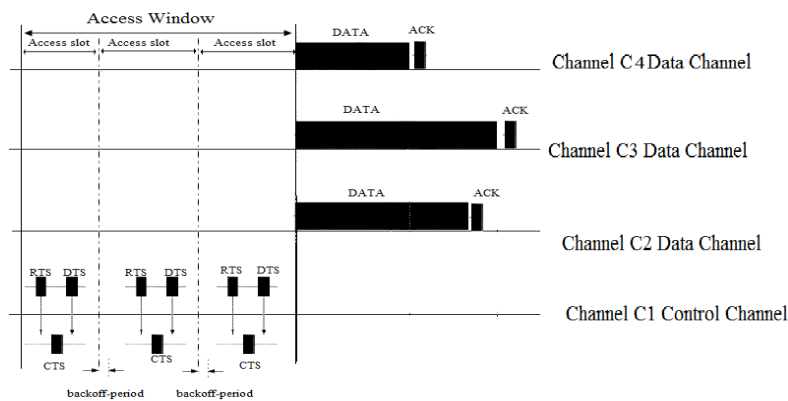 Access Window
Access slot Access slot Access slot
DATA ACK
Channel C4 Data Channel
DATA ACK
Channel C3 Data Channel
DATA ACK
Channel C2 Data Channel
RTS DTS RTS DTS RTS DTS
Channel C1 Control Channel
CTS CTS CTS
backoff-period backoff-period